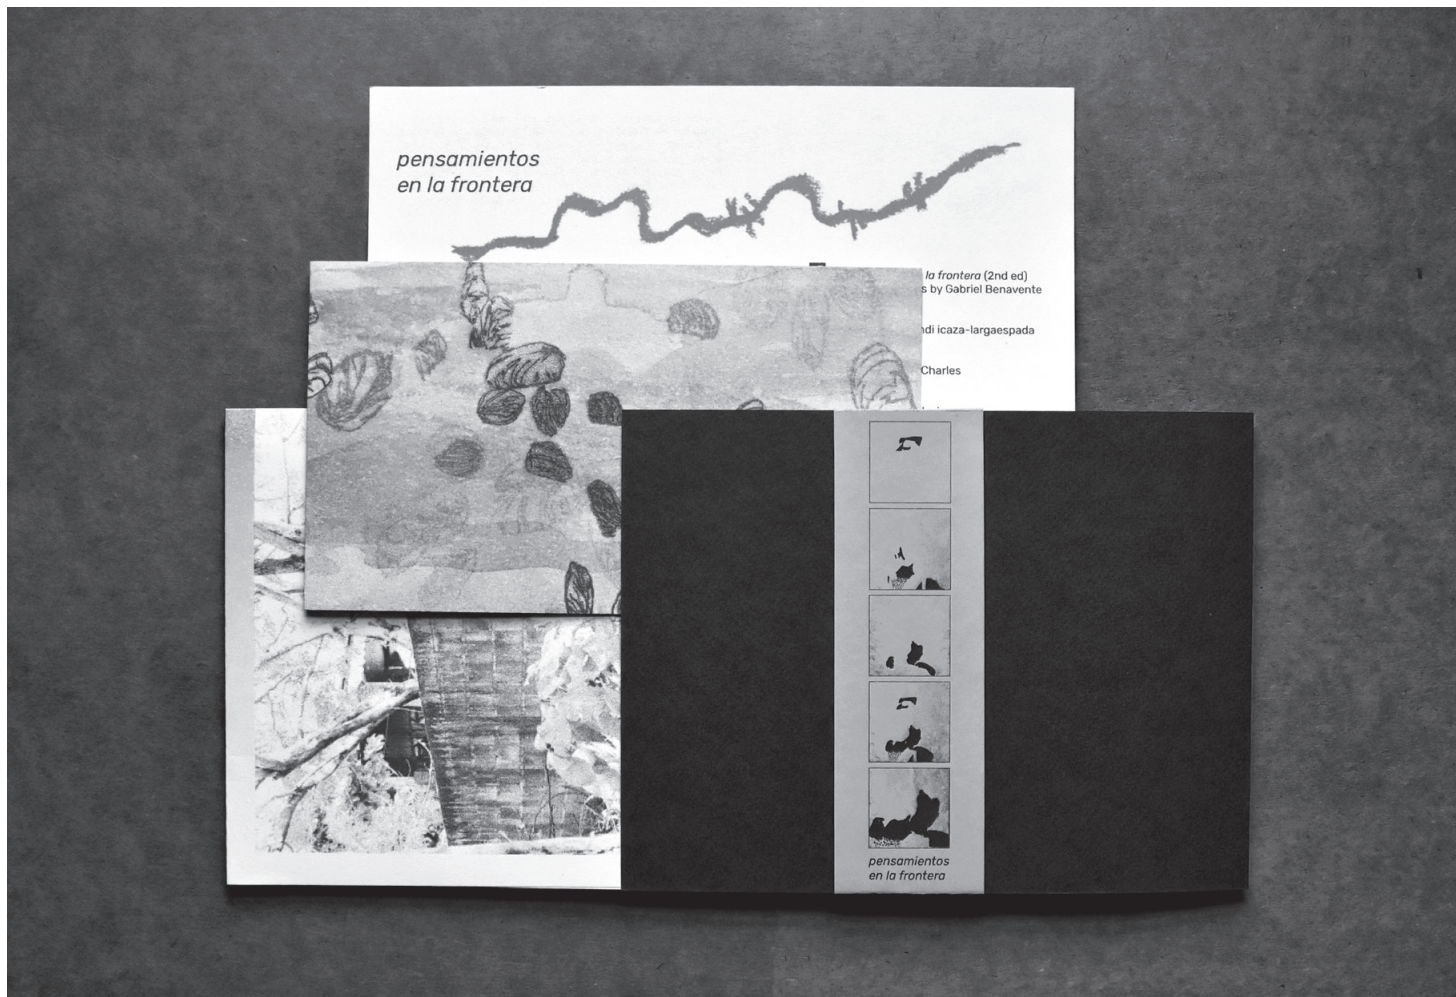 pensamientos
en la frontera
la frontera (2nd ed)
s by Gabriel Benavente
ndi icaza-largaespada
Charles
pensamientos
en la frontera